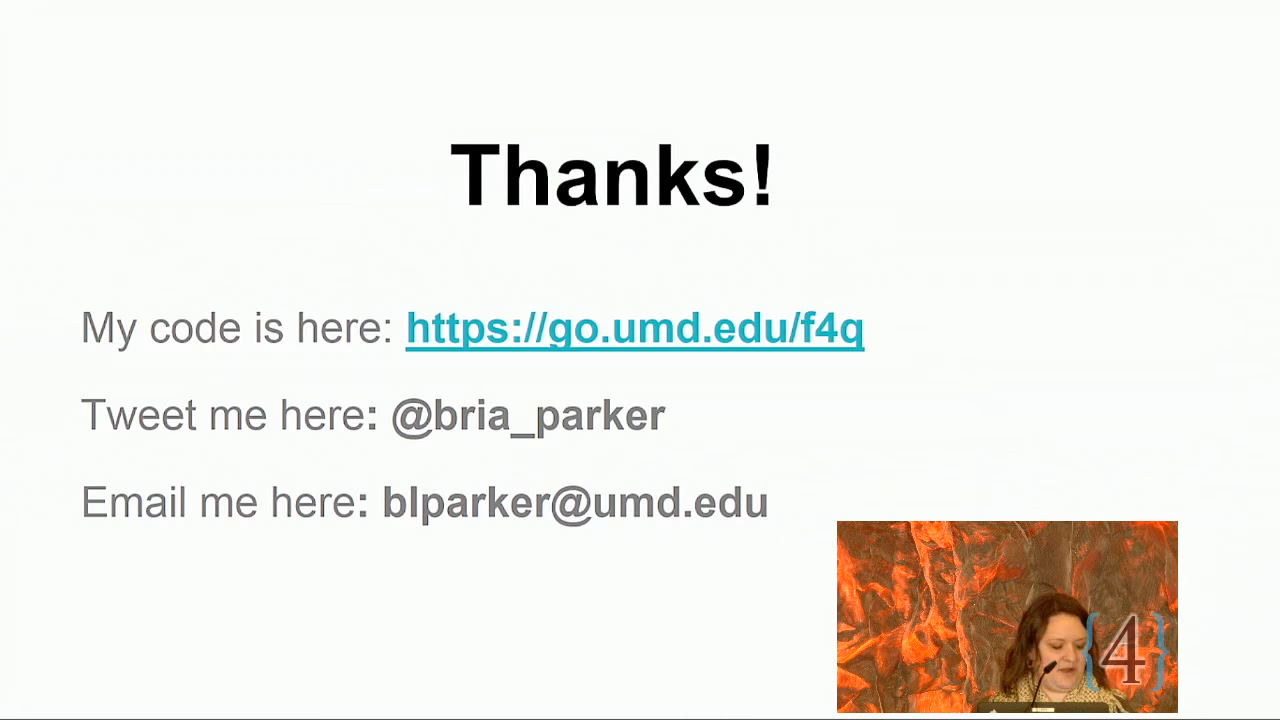 Thanks!
My code is here: https://go.umd.edu/f4q
Tweet me here: @bria_parker
Email me here: blparker@umd.edu
{4}